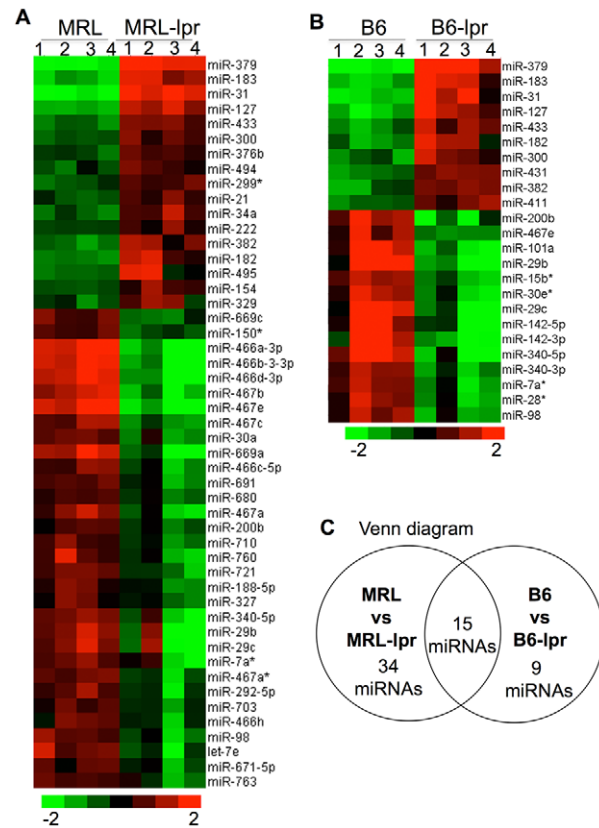 A
MRL MRL-lpr
1 2 3 4 1 2 3 4
miR-379
miR-183
miR-31
miR-127
miR-433
miR-300
miR-376b
miR-494
miR-299*
miR-21
miR-34a
miR-222
miR-382
miR-182
miR-495
miR-154
miR-329
miR-669c
miR-150*
miR-466a-3p
miR-466b-3-3p
miR-466d-3p
miR-467b
miR-467e
miR-467c
miR-30a
miR-669a
miR-466c-5p
miR-691
miR-680
miR-467a
miR-200b
miR-710
miR-760
miR-721
miR-188-5p
miR-327
miR-340-5p
miR-29b
miR-29c
miR-7a*
miR-467a*
miR-292-5p
miR-703
miR-466h
miR-98
let-7e
miR-671-5p
miR-763
-2 2
B
B6 B6-lpr
1 2 3 4 1 2 3 4
miR-379
miR-183
miR-31
miR-127
miR-433
miR-182
miR-300
miR-431
miR-382
miR-411
miR-200b
miR-467e
miR-101a
miR-29b
miR-15b*
miR-30e*
miR-29c
miR-142-5p
miR-142-3p
miR-340-5p
miR-340-3p
miR-7a*
miR-28*
miR-98
-2 2
C Venn diagram
MRL
vs
MRL-lpr
34
miRNAs
15
miRNAs
B6
vs
B6-lpr
9
miRNAs